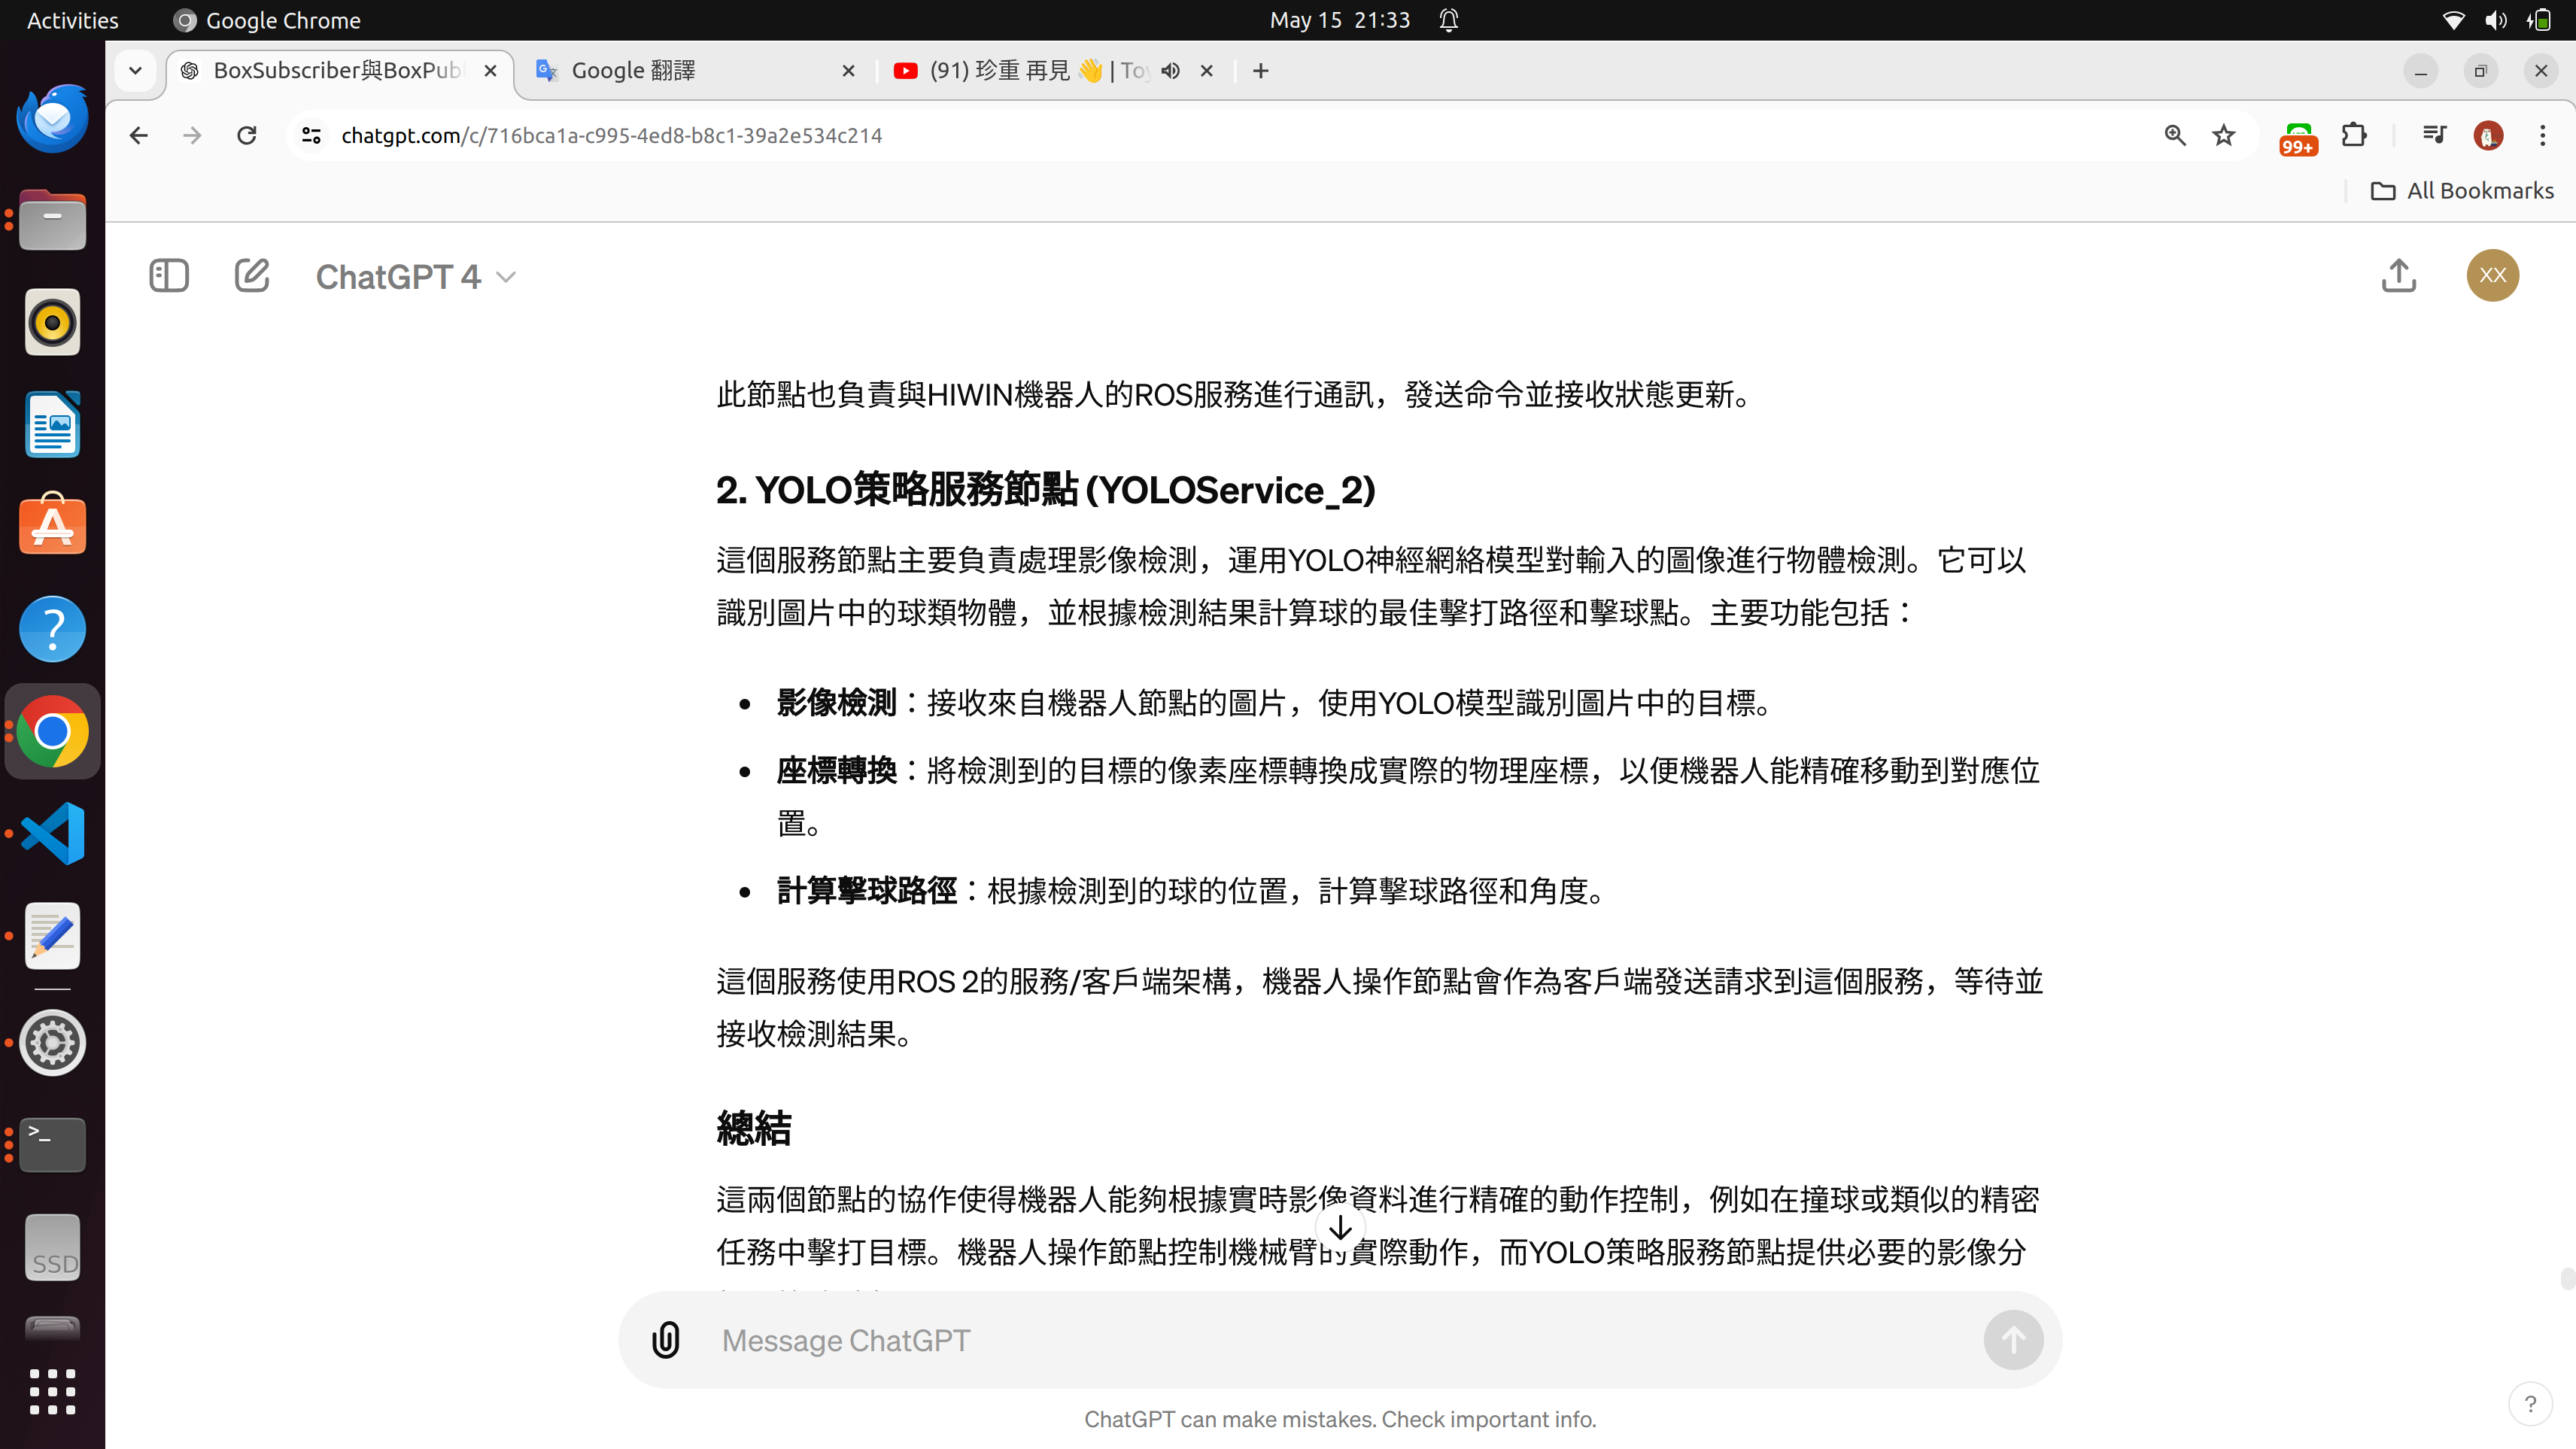 Activities Google Chrome May 15 21:33
BoxSubscriber與BoxPub Google 翻譯 (91) 珍重 再見 👋 | Toy
chatgpt.com/c/716bca1a-c995-4ed8-b8c1-39a2e534c214 99+
All Bookmarks
ChatGPT 4 XX
此節點也負責與HIWIN機器人的ROS服務進行通訊，發送命令並接收狀態更新。
2. YOLO策略服務節點 (YOLOService_2)
這個服務節點主要負責處理影像檢測，運用YOLO神經網絡模型對輸入的圖像進行物體檢測。它可以
識別圖片中的球類物體，並根據檢測結果計算球的最佳擊打路徑和擊球點。主要功能包括：
• 影像檢測：接收來自機器人節點的圖片，使用YOLO模型識別圖片中的目標。
• 座標轉換：將檢測到的目標的像素座標轉換成實際的物理座標，以便機器人能精確移動到對應位
置。
• 計算擊球路徑：根據檢測到的球的位置，計算擊球路徑和角度。
這個服務使用ROS 2的服務/客戶端架構，機器人操作節點會作為客戶端發送請求到這個服務，等待並
接收檢測結果。
總結
這兩個節點的協作使得機器人能夠根據實時影像資料進行精確的動作控制，例如在撞球或類似的精密
任務中擊打目標。機器人操作節點控制機械臂的實際動作，而YOLO策略服務節點提供必要的影像分
SSD
Message ChatGPT
ChatGPT can make mistakes. Check important info.
?